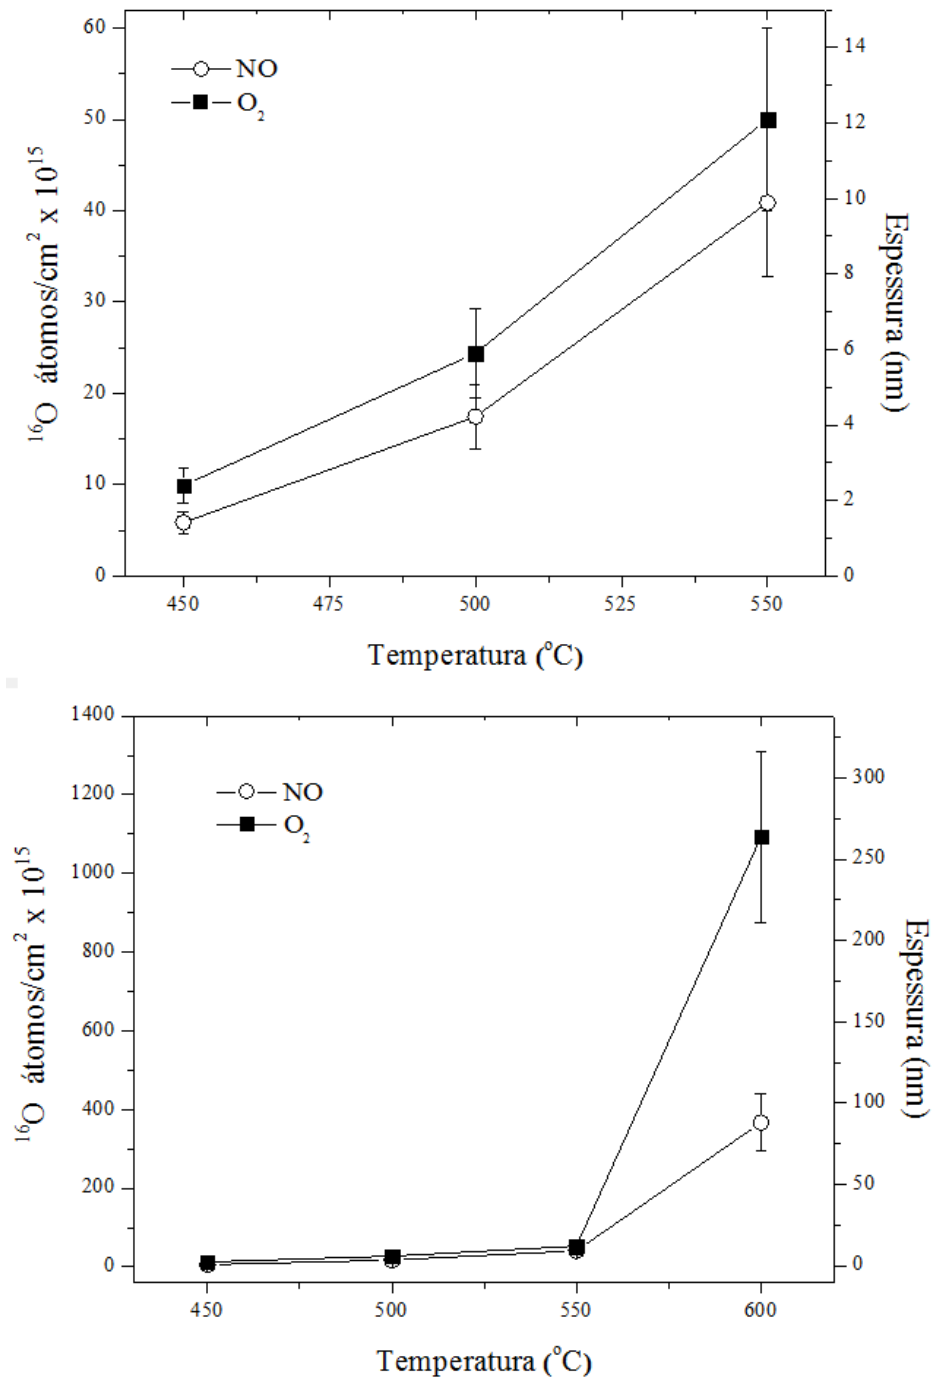 NO
O₂
60
50
40
30
20
10
0
¹⁶O átomos/cm² x 10¹⁵
14
12
10
8
6
4
2
0
Espessura (nm)
450 475 500 525 550
Temperatura (°C)
NO
O₂
1400
1200
1000
800
600
400
200
0
¹⁶O átomos/cm² x 10¹⁵
300
250
200
150
100
50
0
Espessura (nm)
450 500 550 600
Temperatura (°C)